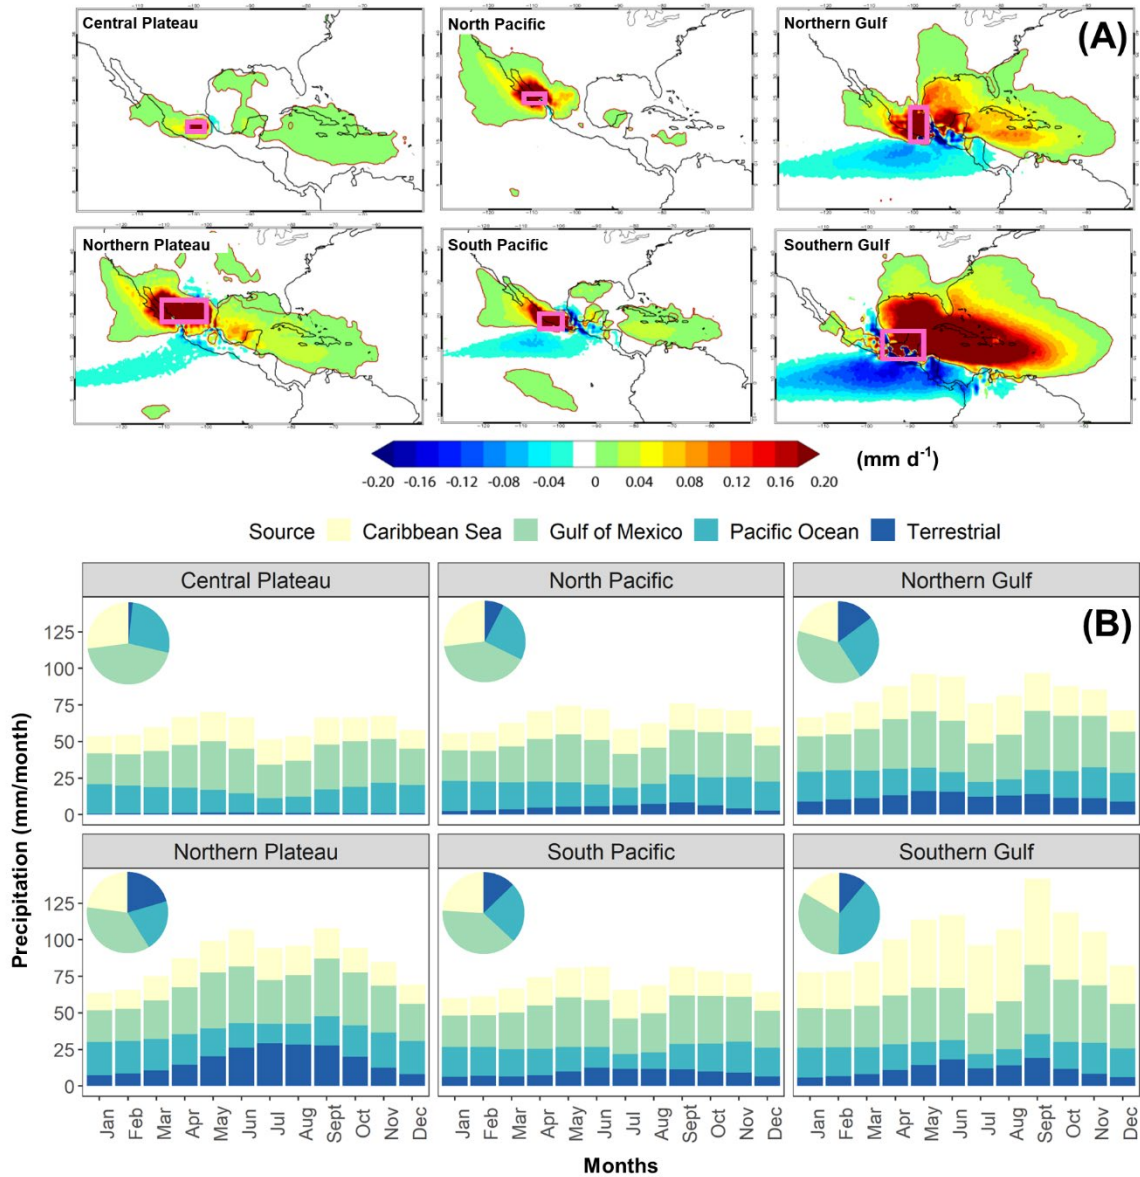 Central Plateau
North Pacific
Northern Gulf
(A)
Northern Plateau
South Pacific
Southern Gulf
-0.20 -0.16 -0.12 -0.08 -0.04 0 0.04 0.08 0.12 0.16 0.20
(mm d-1)
Source Caribbean Sea Gulf of Mexico Pacific Ocean Terrestrial
Central Plateau
North Pacific
Northern Gulf
(B)
125
100
75
50
25
0
Precipitation (mm/month)
Northern Plateau
South Pacific
Southern Gulf
125
100
75
50
25
0
Jan Feb Mar Apr May Jun Jul Aug Sept Oct Nov Dec
Jan Feb Mar Apr May Jun Jul Aug Sept Oct Nov Dec
Jan Feb Mar Apr May Jun Jul Aug Sept Oct Nov Dec
Months